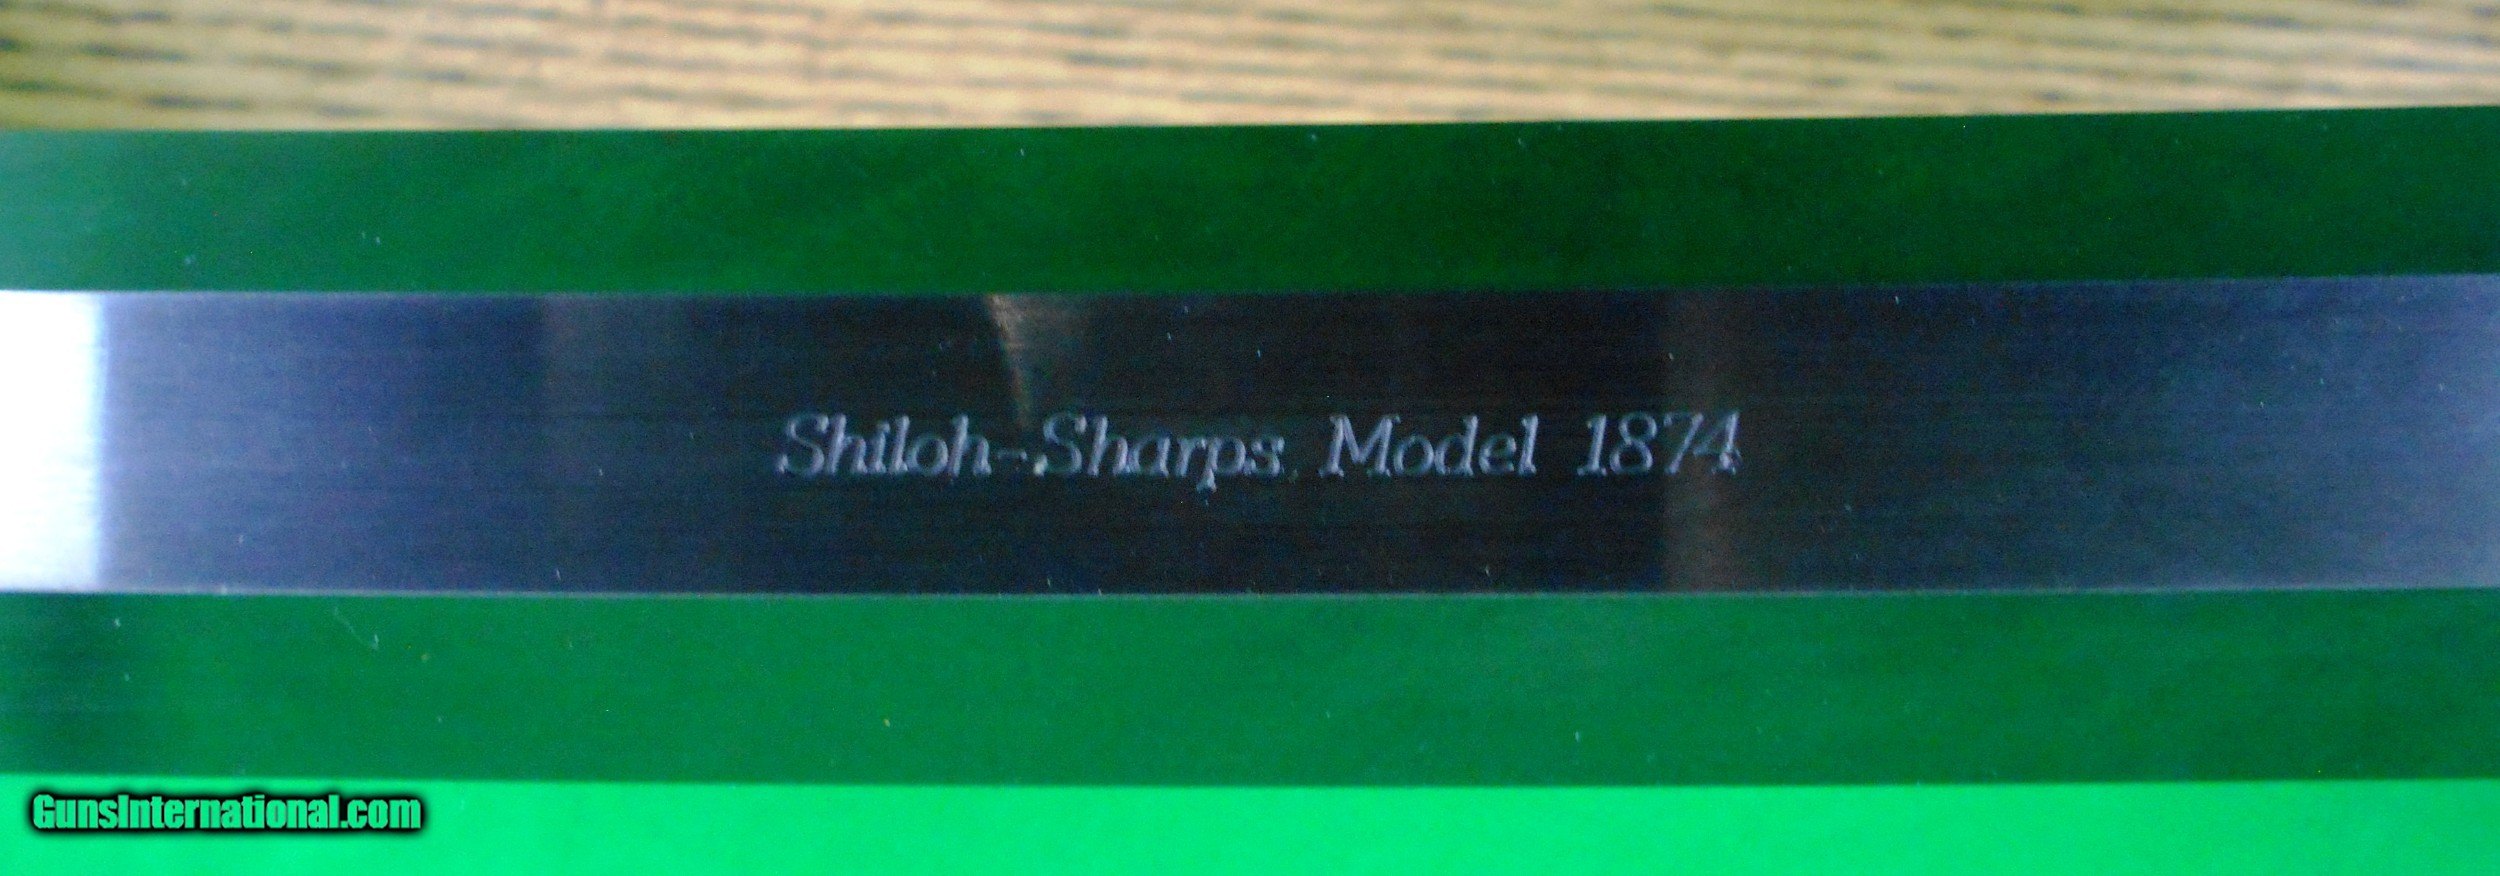 Shiloh-Sharps Model 1874
GunsInternational.com